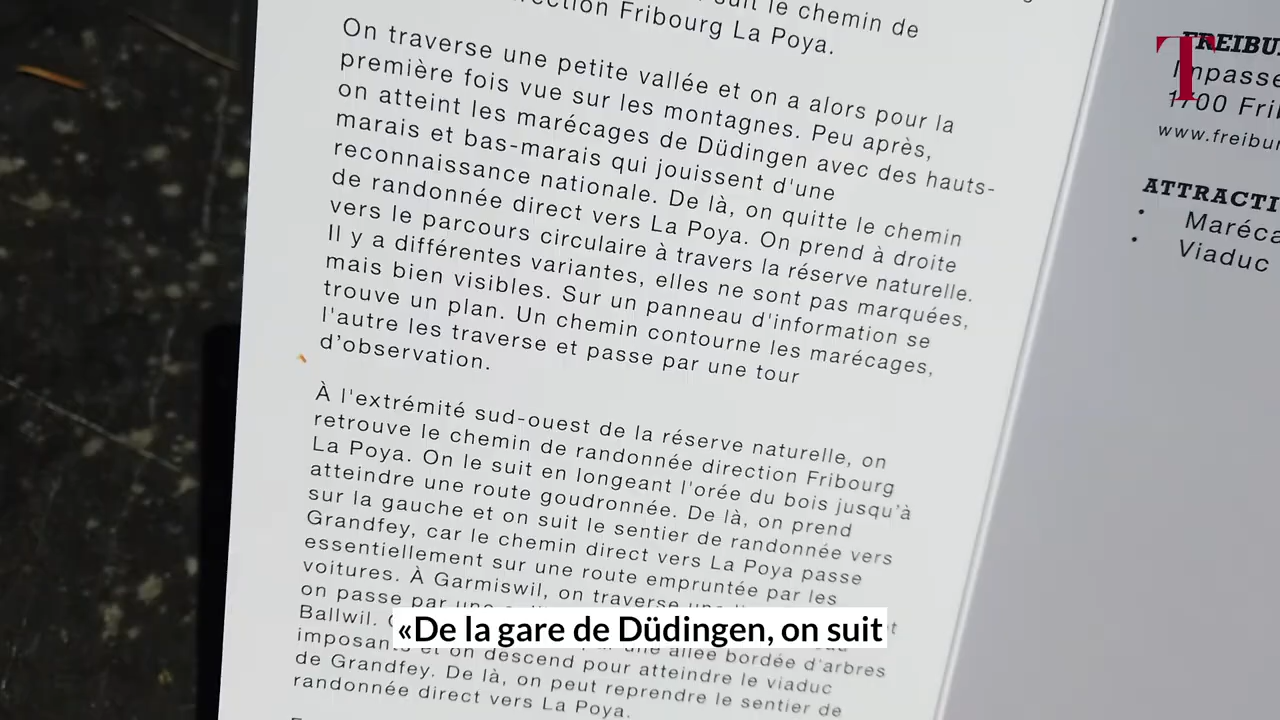 suit le chemin de
direction Fribourg La Poya.
On traverse une petite vallée et on a alors pour la
première fois vue sur les montagnes. Peu après,
on atteint les marécages de Düdingen avec des hauts-
marais et bas-marais qui jouissent d'une
reconnaissance nationale. De là, on quitte le chemin
de randonnée direct vers La Poya. On prend à droite
vers le parcours circulaire à travers la réserve naturelle.
Il y a différentes variantes, elles ne sont pas marquées,
mais bien visibles. Sur un panneau d'information se
trouve un plan. Un chemin contourne les marécages,
l'autre les traverse et passe par une tour
d'observation.
À l'extrémité sud-ouest de la réserve naturelle, on
retrouve le chemin de randonnée direction Fribourg
La Poya. On le suit en longeant l'orée du bois jusqu'à
atteindre une route goudronnée. De là, on prend
sur la gauche et on suit le sentier de randonnée vers
Grandfey, car le chemin direct vers La Poya passe
essentiellement sur une route empruntée par les
voitures. À Garmiswil, on traverse
on passe par une
Ballwil.
imposants et on descend pour atteindre le viaduc
une allée bordée d'arbres
de Grandfey. De là, on peut reprendre le sentier de
randonnée direct vers La Poya.
FREIBU
Impasse
1700 Fri
www.freibur
ATTRACTI
• Maréca
• Viaduc
T
«De la gare de Düdingen, on suit